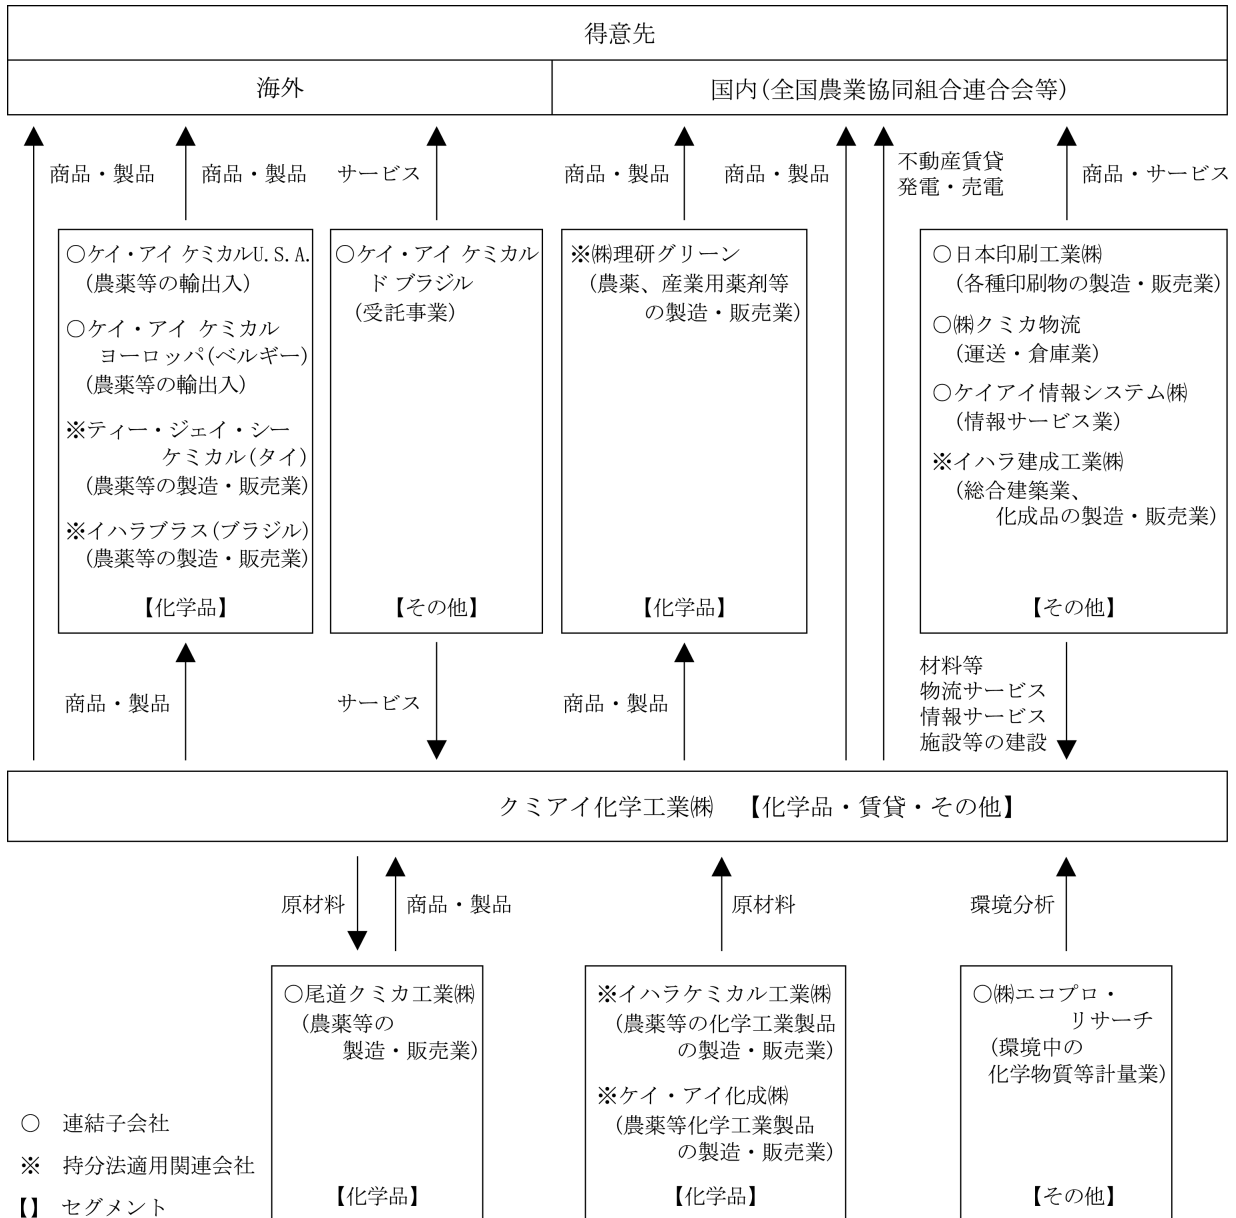 得意先
海外
国内(全国農業協同組合連合会等)
商品・製品
商品・製品
サービス
商品・製品
商品・製品
不動産賃貸
発電・売電
商品・サービス
○ケイ・アイ ケミカルU.S.A.
(農薬等の輸出入)
○ケイ・アイ ケミカル
ヨーロッパ(ベルギー)
(農薬等の輸出入)
※ティー・ジェイ・シー
ケミカル(タイ)
(農薬等の製造・販売業)
※イハラブラス(ブラジル)
(農薬等の製造・販売業)
【化学品】
○ケイ・アイ ケミカル
ド ブラジル
(受託事業)
【その他】
※㈱理研グリーン
(農薬、産業用薬剤等
の製造・販売業)
【化学品】
○日本印刷工業㈱
(各種印刷物の製造・販売業)
○㈱クミカ物流
(運送・倉庫業)
○ケイアイ情報システム㈱
(情報サービス業)
※イハラ建成工業㈱
(総合建築業、
化成品の製造・販売業)
【その他】
商品・製品
サービス
商品・製品
材料等
物流サービス
情報サービス
施設等の建設
クミアイ化学工業㈱ 【化学品・賃貸・その他】
原材料
商品・製品
原材料
環境分析
○尾道クミカ工業㈱
(農薬等の
製造・販売業)
【化学品】
※イハラケミカル工業㈱
(農薬等の化学工業製品
の製造・販売業)
※ケイ・アイ化成㈱
(農薬等化学工業製品
の製造・販売業)
【化学品】
○㈱エコプロ・
リサーチ
(環境中の
化学物質等計量業)
【その他】
○ 連結子会社
※ 持分法適用関連会社
【】 セグメント